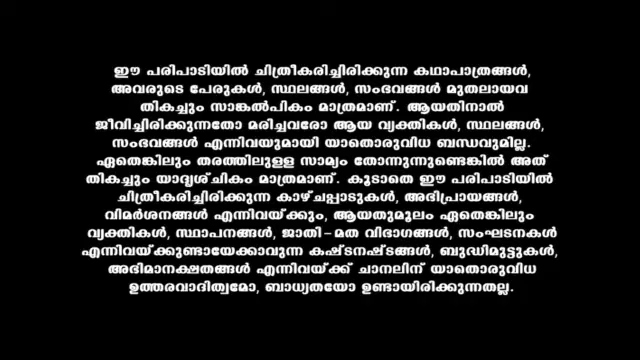 ഈ പരിപാടിയിൽ ചിത്രീകരിച്ചിരിക്കുന്ന കഥാപാത്രങ്ങൾ,
അവരുടെ പേരുകൾ, സ്ഥലങ്ങൾ, സംഭവങ്ങൾ മുതലായവ
തികച്ചും സാങ്കൽപികം മാത്രമാണ്. ആയതിനാൽ
ജീവിച്ചിരിക്കുന്നതോ മരിച്ചവരോ ആയ വ്യക്തികൾ, സ്ഥലങ്ങൾ,
സംഭവങ്ങൾ എന്നിവയുമായി യാതൊരുവിധ ബന്ധവുമില്ല.
ഏതെങ്കിലും തരത്തിലുളള സാമ്യം തോന്നുന്നുണ്ടെങ്കിൽ അത്
തികച്ചും യാദൃശ്ചികം മാത്രമാണ്. കൂടാതെ ഈ പരിപാടിയിൽ
ചിത്രീകരിച്ചിരിക്കുന്ന കാഴ്ചപ്പാടുകൾ, അഭിപ്രായങ്ങൾ,
വിമർശനങ്ങൾ എന്നിവയ്ക്കും, ആയതുമൂലം ഏതെങ്കിലും
വ്യക്തികൾ, സ്ഥാപനങ്ങൾ, ജാതി-മത വിഭാഗങ്ങൾ, സംഘടനകൾ
എന്നിവയ്ക്കുണ്ടായേക്കാവുന്ന കഷ്ടനഷ്ടങ്ങൾ, ബുദ്ധിമുട്ടുകൾ,
അഭിമാനക്ഷതങ്ങൾ എന്നിവയ്ക്ക് ചാനലിന് യാതൊരുവിധ
ഉത്തരവാദിത്വമോ, ബാധ്യതയോ ഉണ്ടായിരിക്കുന്നതല്ല.